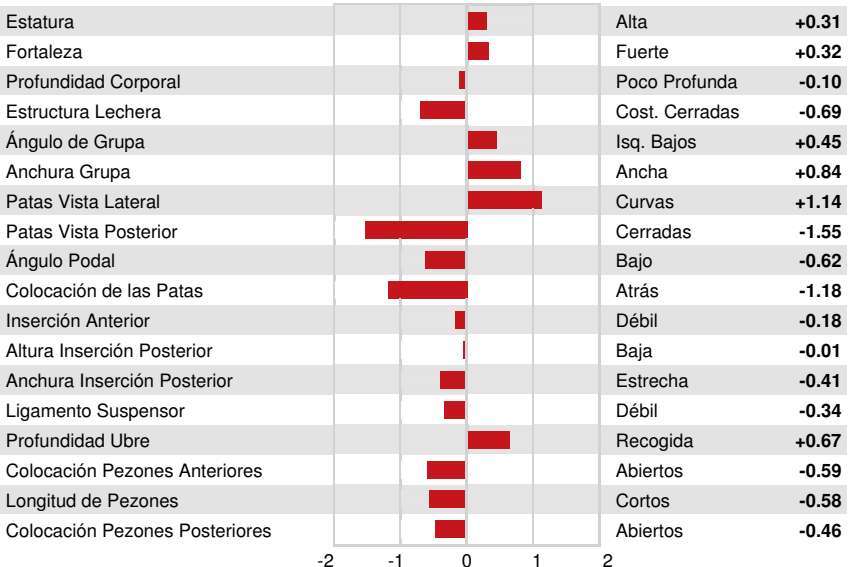 Estatura Alta +0.31
Fortaleza Fuerte +0.32
Profundidad Corporal Poco Profunda -0.10
Estructura Lechera Cost. Cerradas -0.69
Ángulo de Grupa Isq. Bajos +0.45
Anchura Grupa Ancha +0.84
Patas Vista Lateral Curvas +1.14
Patas Vista Posterior Cerradas -1.55
Ángulo Podal Bajo -0.62
Colocación de las Patas Atrás -1.18
Inserción Anterior Débil -0.18
Altura Inserción Posterior Baja -0.01
Anchura Inserción Posterior Estrecha -0.41
Ligamento Suspensor Débil -0.34
Profundidad Ubre Recogida +0.67
Colocación Pezones Anteriores Abiertos -0.59
Longitud de Pezones Cortos -0.58
Colocación Pezones Posteriores Abiertos -0.46
-2 -1 0 1 2